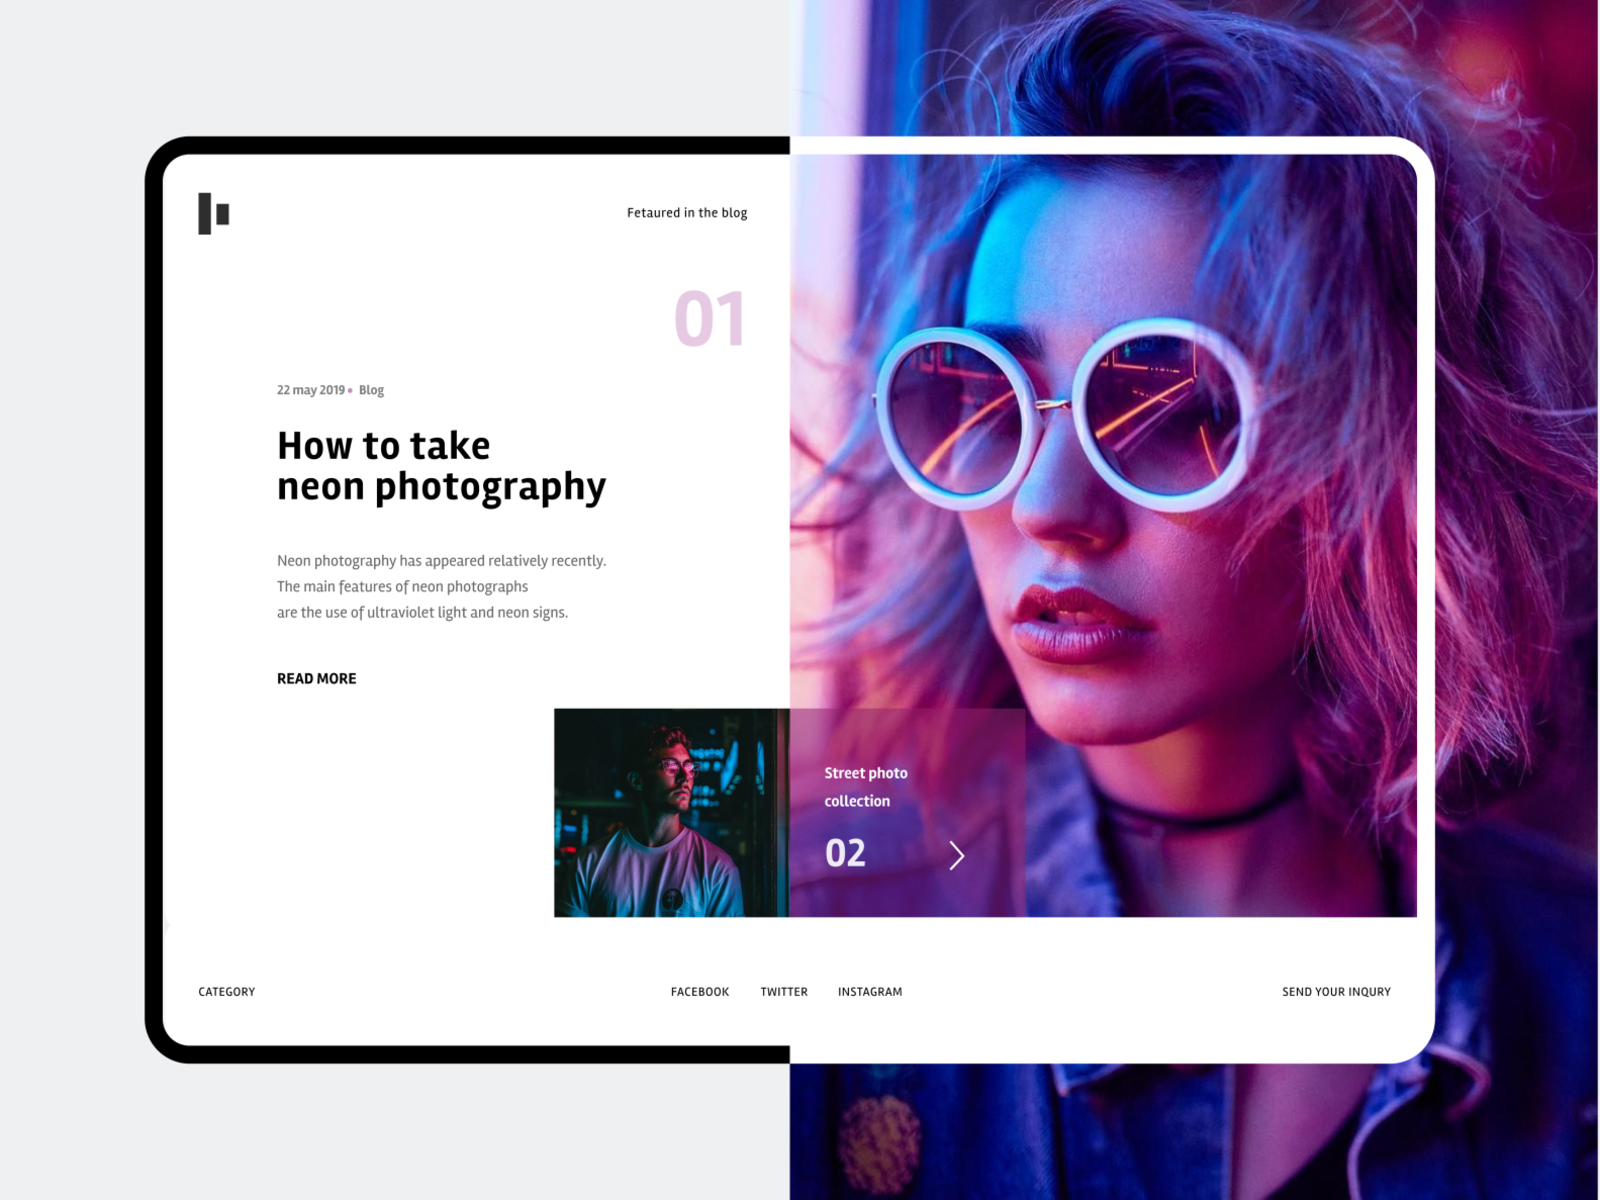 Fetaured in the blog
01
22 may 2019 • Blog
How to take
neon photography
Neon photography has appeared relatively recently.
The main features of neon photographs
are the use of ultraviolet light and neon signs.
READ MORE
Street photo
collection
02
CATEGORY
FACEBOOK
TWITTER
INSTAGRAM
SEND YOUR INQURY